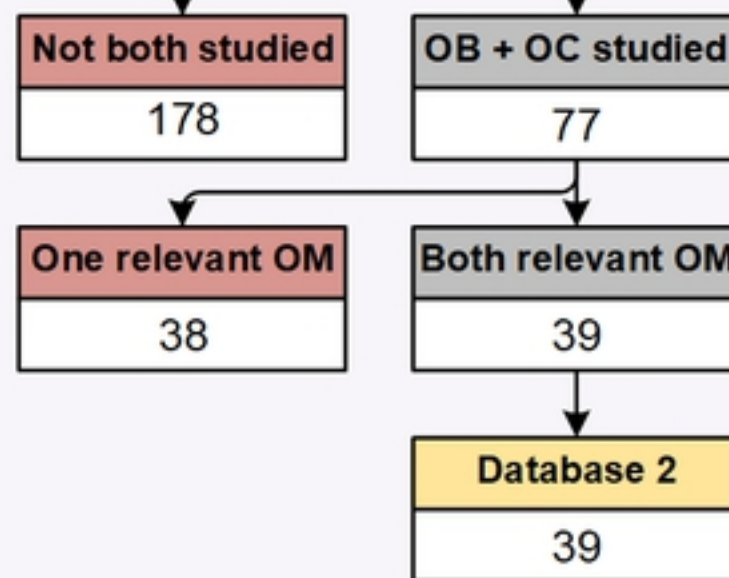 Not both studied
178
OB + OC studied
77
One relevant OM
38
Both relevant OM
39
Database 2
39